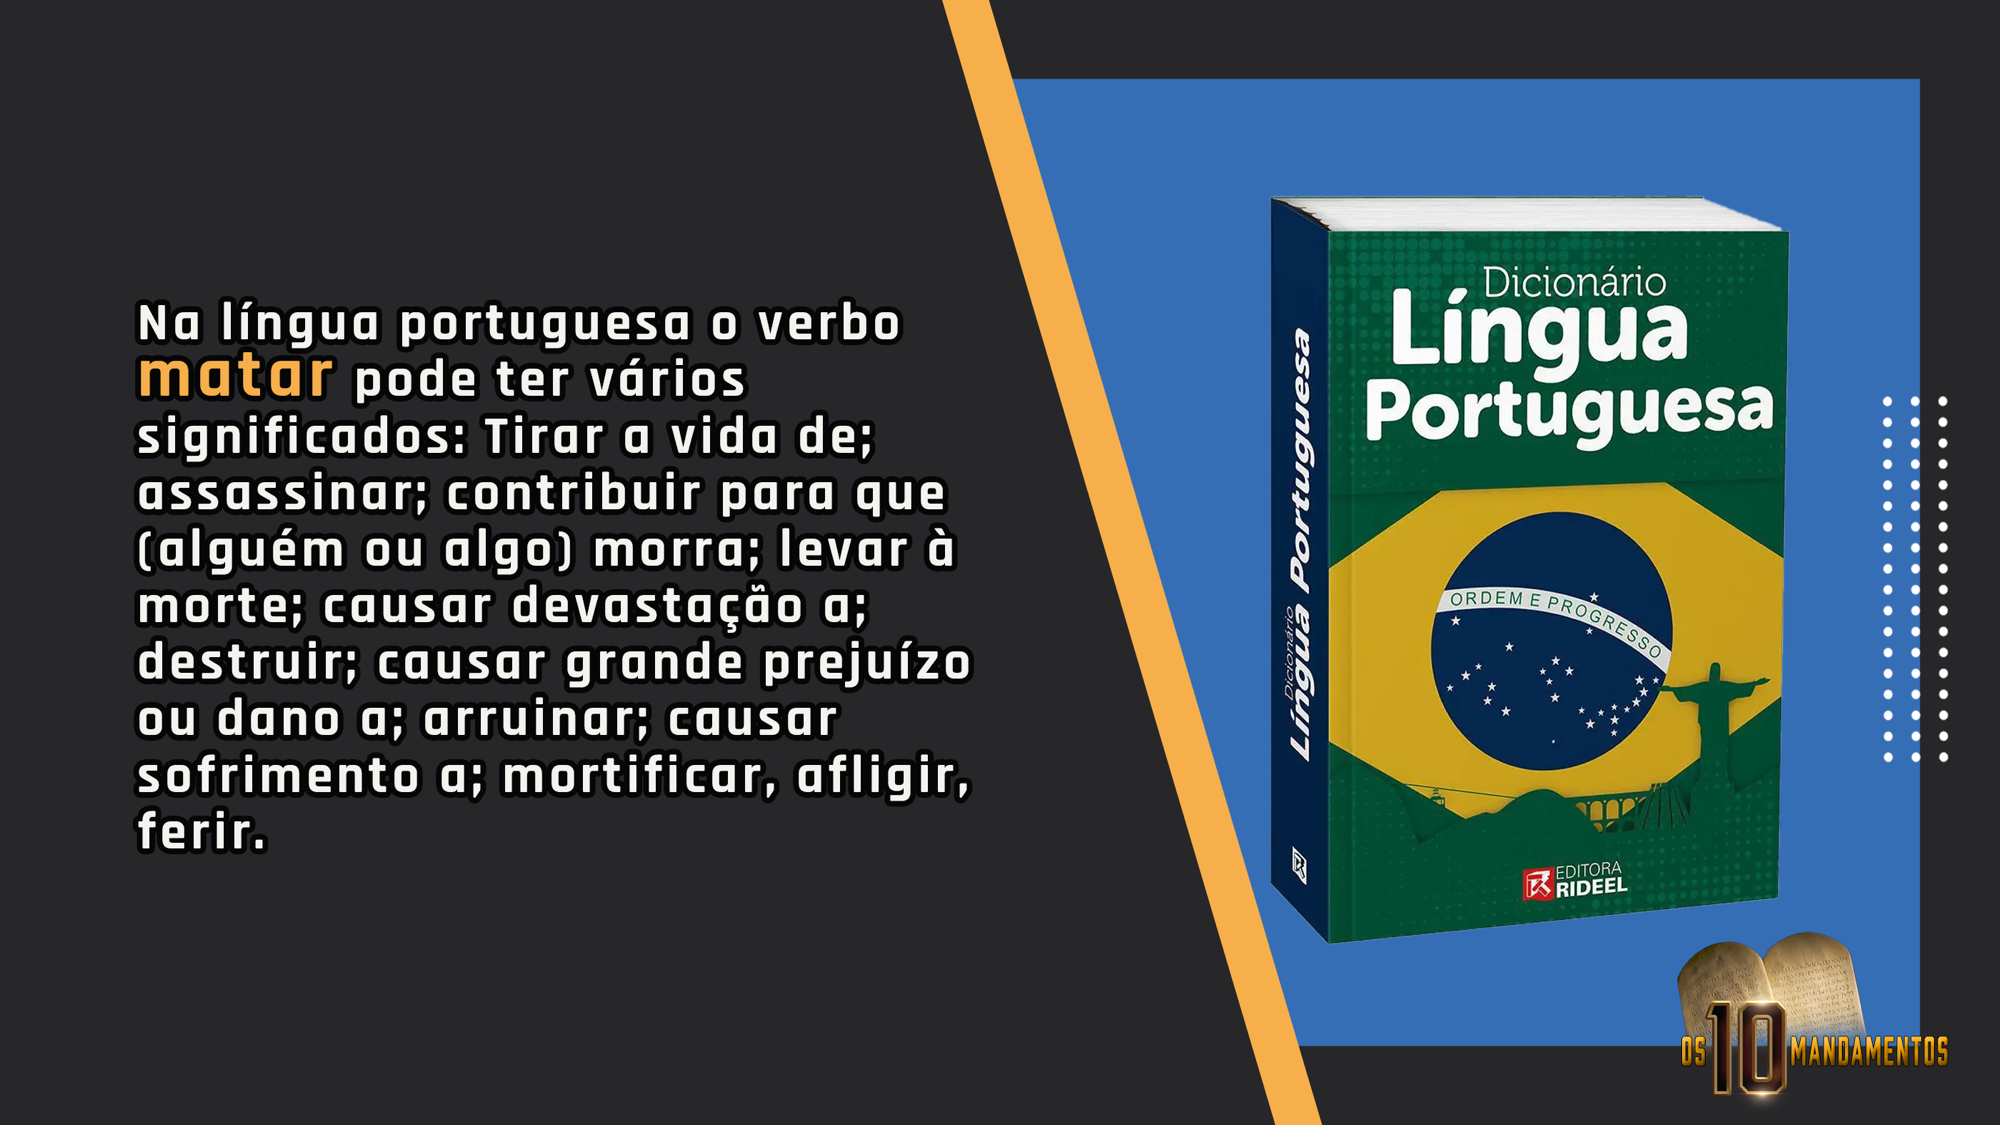 Na língua portuguesa o verbo
matar pode ter vários
significados: Tirar a vida de;
assassinar; contribuir para que
(alguém ou algo) morra; levar à
morte; causar devastação a;
destruir; causar grande prejuízo
ou dano a; arruinar; causar
sofrimento a; mortificar, afligir,
ferir.
Dicionário
Língua
Portuguesa
Dicionário
Língua Portuguesa
ORDEM E PROGRESSO
EDITORA
RIDEEL
OS 10 MANDAMENTOS